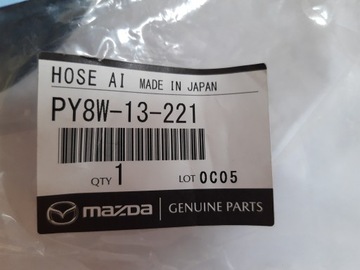 HOSE AI MADE IN JAPAN
PY8W-13-221
QTY 1 LOT 0C05
mazda GENUINE PARTS